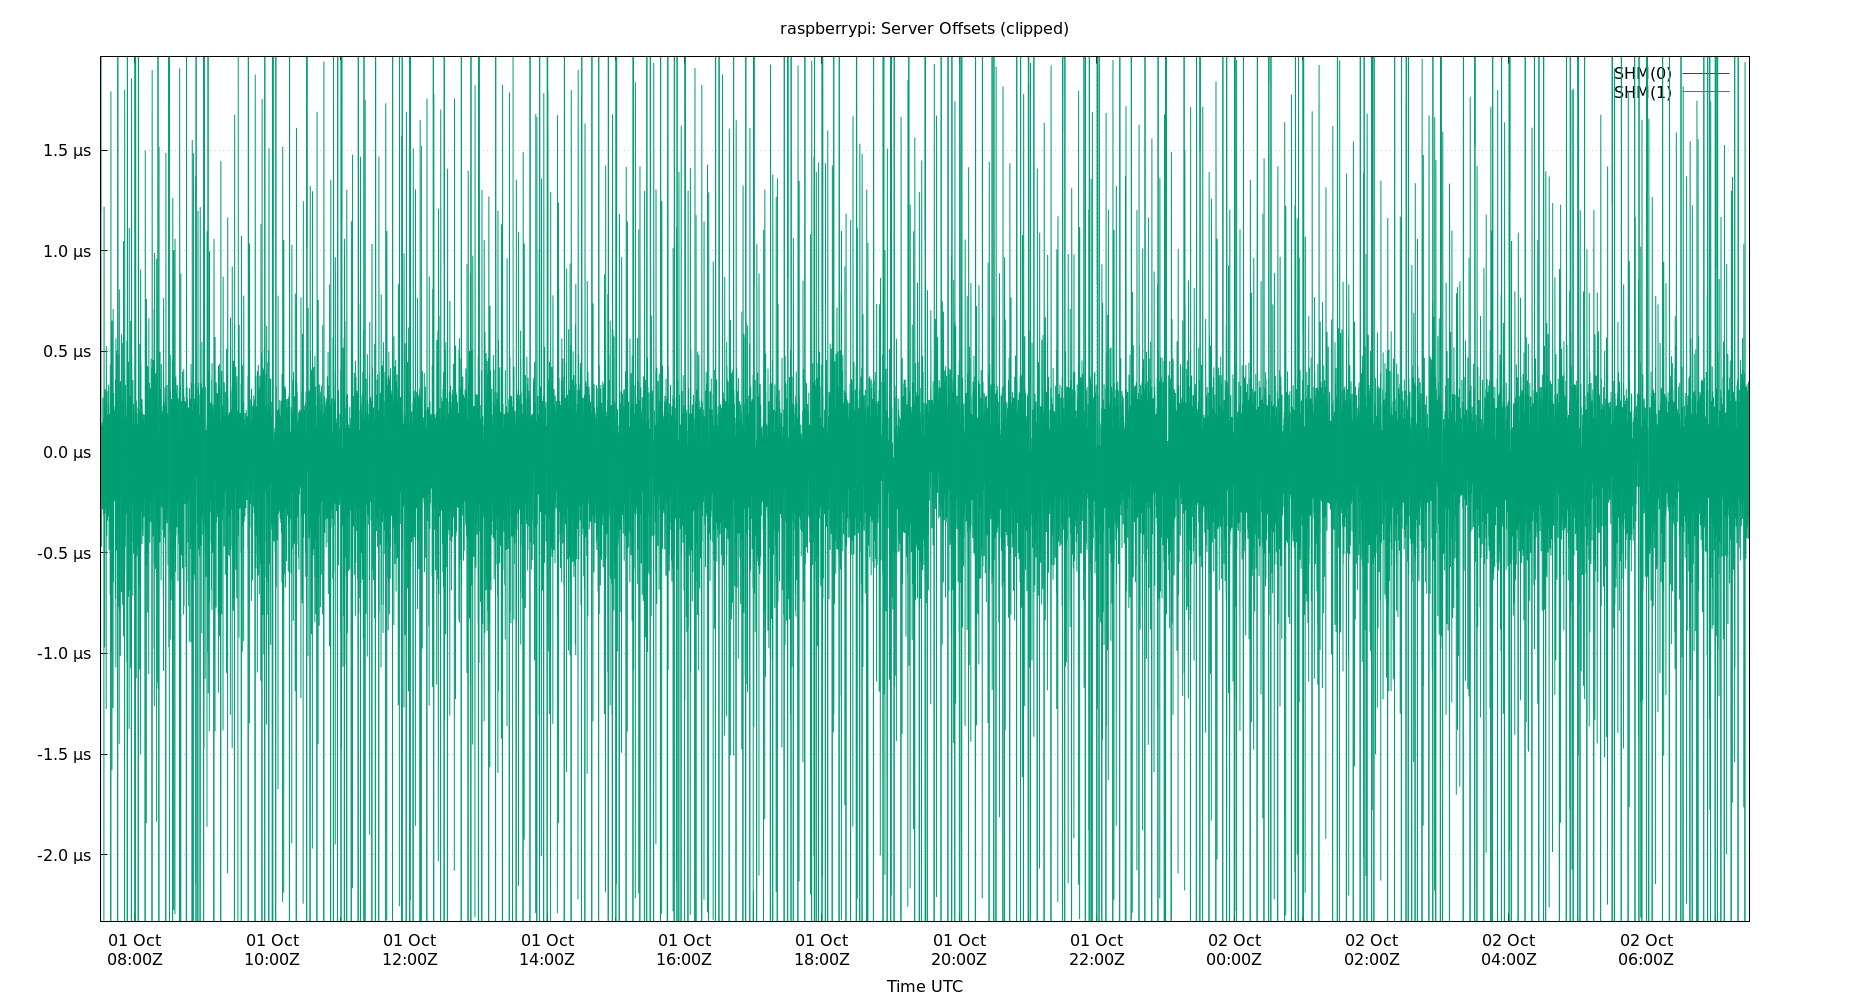 raspberrypi: Server Offsets (clipped)
SHM(0)
SHM(1)
1.5 µs
1.0 µs
0.5 µs
0.0 µs
-0.5 µs
-1.0 µs
-1.5 µs
-2.0 µs
01 Oct 01 Oct 01 Oct 01 Oct 01 Oct 01 Oct 01 Oct 01 Oct 02 Oct 02 Oct 02 Oct 02 Oct
08:00Z 10:00Z 12:00Z 14:00Z 16:00Z 18:00Z 20:00Z 22:00Z 00:00Z 02:00Z 04:00Z 06:00Z
Time UTC